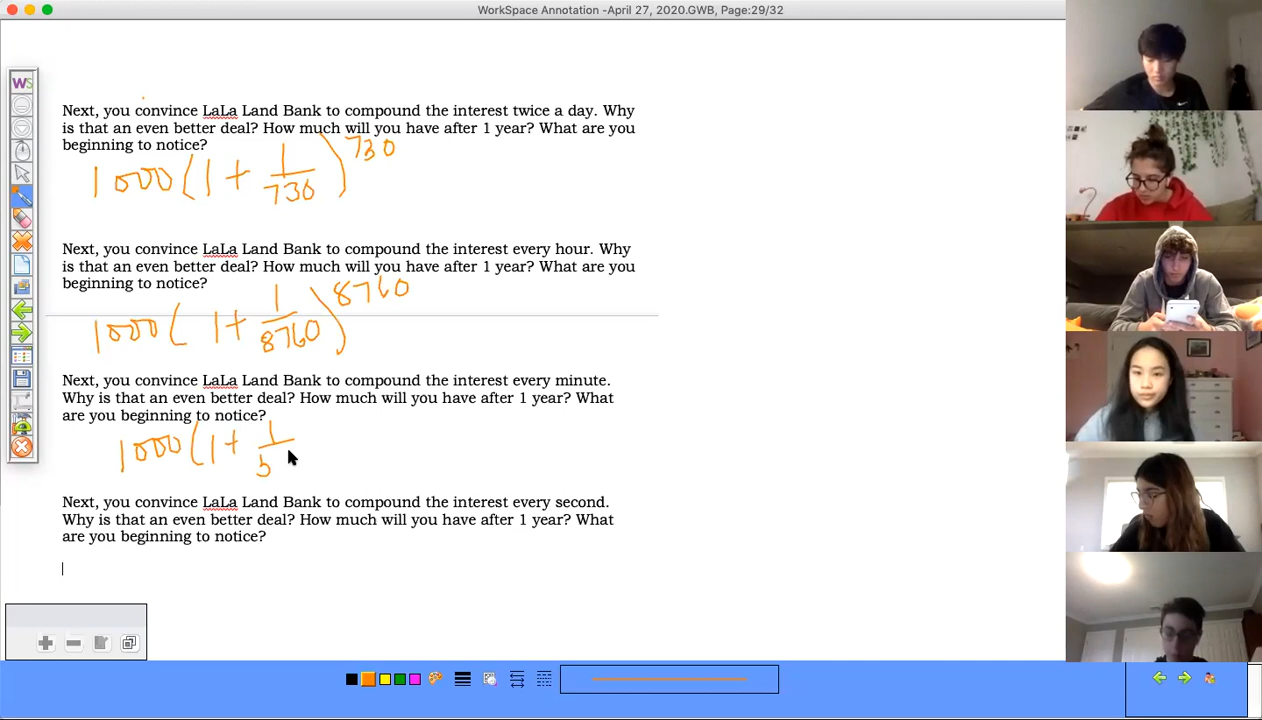 WorkSpace Annotation -April 27, 2020.GWB, Page:29/32
WS
Next, you convince LaLa Land Bank to compound the interest twice a day. Why
is that an even better deal? How much will you have after 1 year? What are you
beginning to notice?
1000(1 + 1/730)^730
Next, you convince LaLa Land Bank to compound the interest every hour. Why
is that an even better deal? How much will you have after 1 year? What are you
beginning to notice?
1000(1 + 1/8760)^8760
Next, you convince LaLa Land Bank to compound the interest every minute.
Why is that an even better deal? How much will you have after 1 year? What
are you beginning to notice?
1000(1 + 1/5
Next, you convince LaLa Land Bank to compound the interest every second.
Why is that an even better deal? How much will you have after 1 year? What
are you beginning to notice?